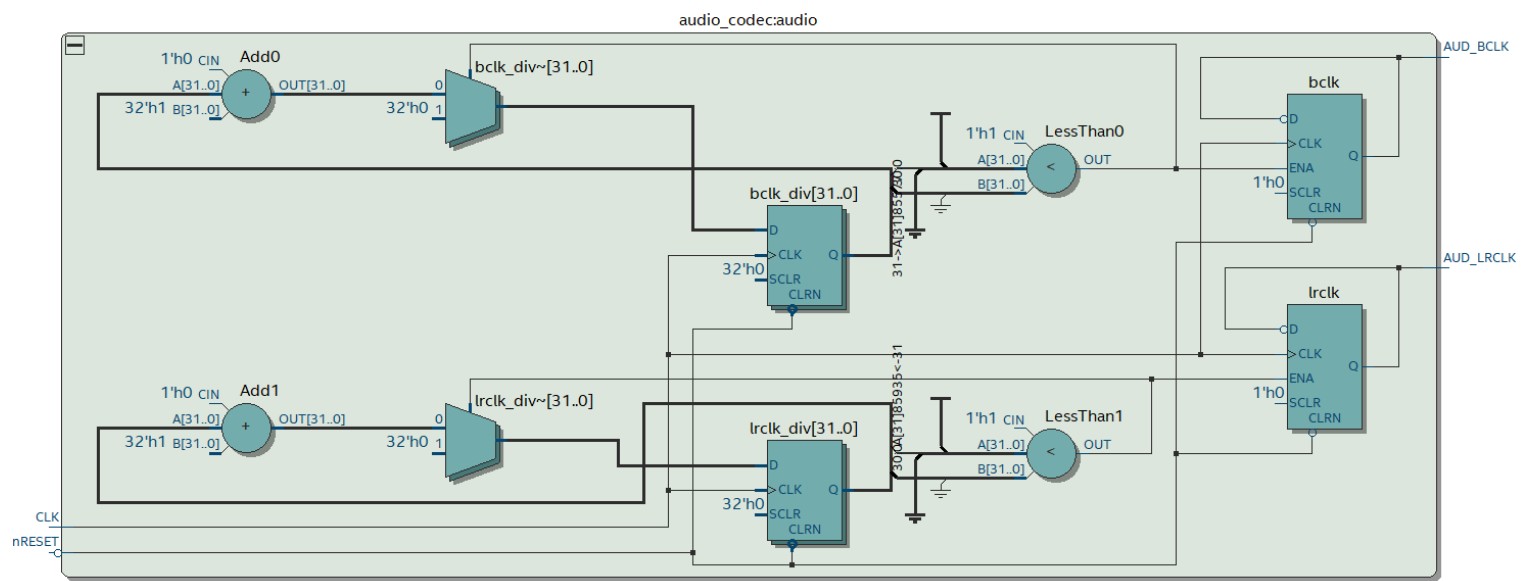 audio_codec:audio
AUD_BCLK
1'h0 CIN
Add0
A[31..0]
OUT[31..0]
32'h1 B[31..0]
+
bclk_div~[31..0]
0
32'h0 1
bclk
D
CLK
ENA
1'h0 SCLR
CLRN
Q
1'h1 CIN
LessThan0
A[31..0]
OUT
B[31..0]
<
bclk_div[31..0]
D
CLK
Q
32'h0 SCLR
CLRN
AUD_LRCLK
lrclk
D
CLK
ENA
1'h0 SCLR
CLRN
Q
1'h0 CIN
Add1
A[31..0]
OUT[31..0]
32'h1 B[31..0]
+
lrclk_div~[31..0]
0
32'h0 1
1'h1 CIN
LessThan1
A[31..0]
OUT
B[31..0]
<
lrclk_div[31..0]
D
CLK
Q
32'h0 SCLR
CLRN
CLK
nRESET